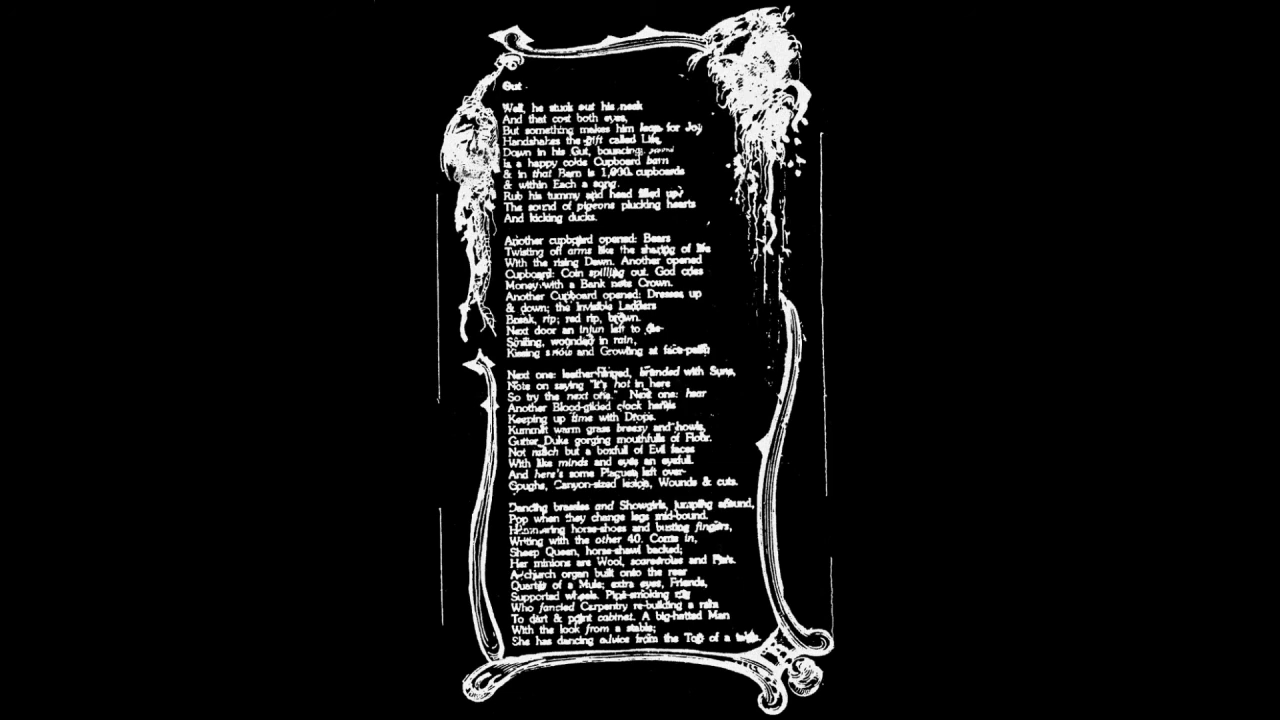 Gut
Well, he stuck out his neck
And that cost both eyes,
But something makes him leap for Joy
Handshakes the gift called Life,
Down in his Gut, bouncing,
is a happy colde Cupboard barn
& in that Barn is 1,000 cupboards
& within Each a song.
Rub his tummy and head filled up?
The sound of pigeons plucking hearts
And kicking ducks.
Another cupboard opened: Bears
Twisting off arms like the sharing of life
With the rising Dawn. Another opened
Cupboard: Coin spilling out. God cries
Money with a Bank note Crown.
Another Cupboard opened: Dresses up
& down; the Invisible Ladders
Break, rip; red rip, brown.
Next door an Injun left to die-
Smiling, wounded in rain,
Kissing snow and Growling at face-paint
Next one: leather-hinged, branded with Suns,
Note on saying "It's hot in here
So try the next one." Next one: hear
Another Blood-gilded clock hands
Keeping up time with Drops.
warm grass breezy and howls,
Gutter Duke gorging mouthfulls of Floor.
Not much but a boxfull of Evil faces
With like minds and eyes an eyefull.
And here's some Plagues left over-
Coughs, Canyon-sized lesion, Wounds & cuts.
Dancing brassies and Showgirls, jumping around,
Pop when they change legs mid-bound.
Hammering horse-shoes and busting fingers,
Writing with the other 40. Come in,
Sheep Queen, horse-shawl backed;
Her minions are Wool, scarecrows and
A church organ built onto the rear
Quarter of a Mule; extra eyes, Friends,
Supported wheels. Pipe-smoking
Who fancied Carpentry re-building a
To dart & point cabinet. A big-hatted Man
With the look from a stable;
She has dancing advice from the Top of a